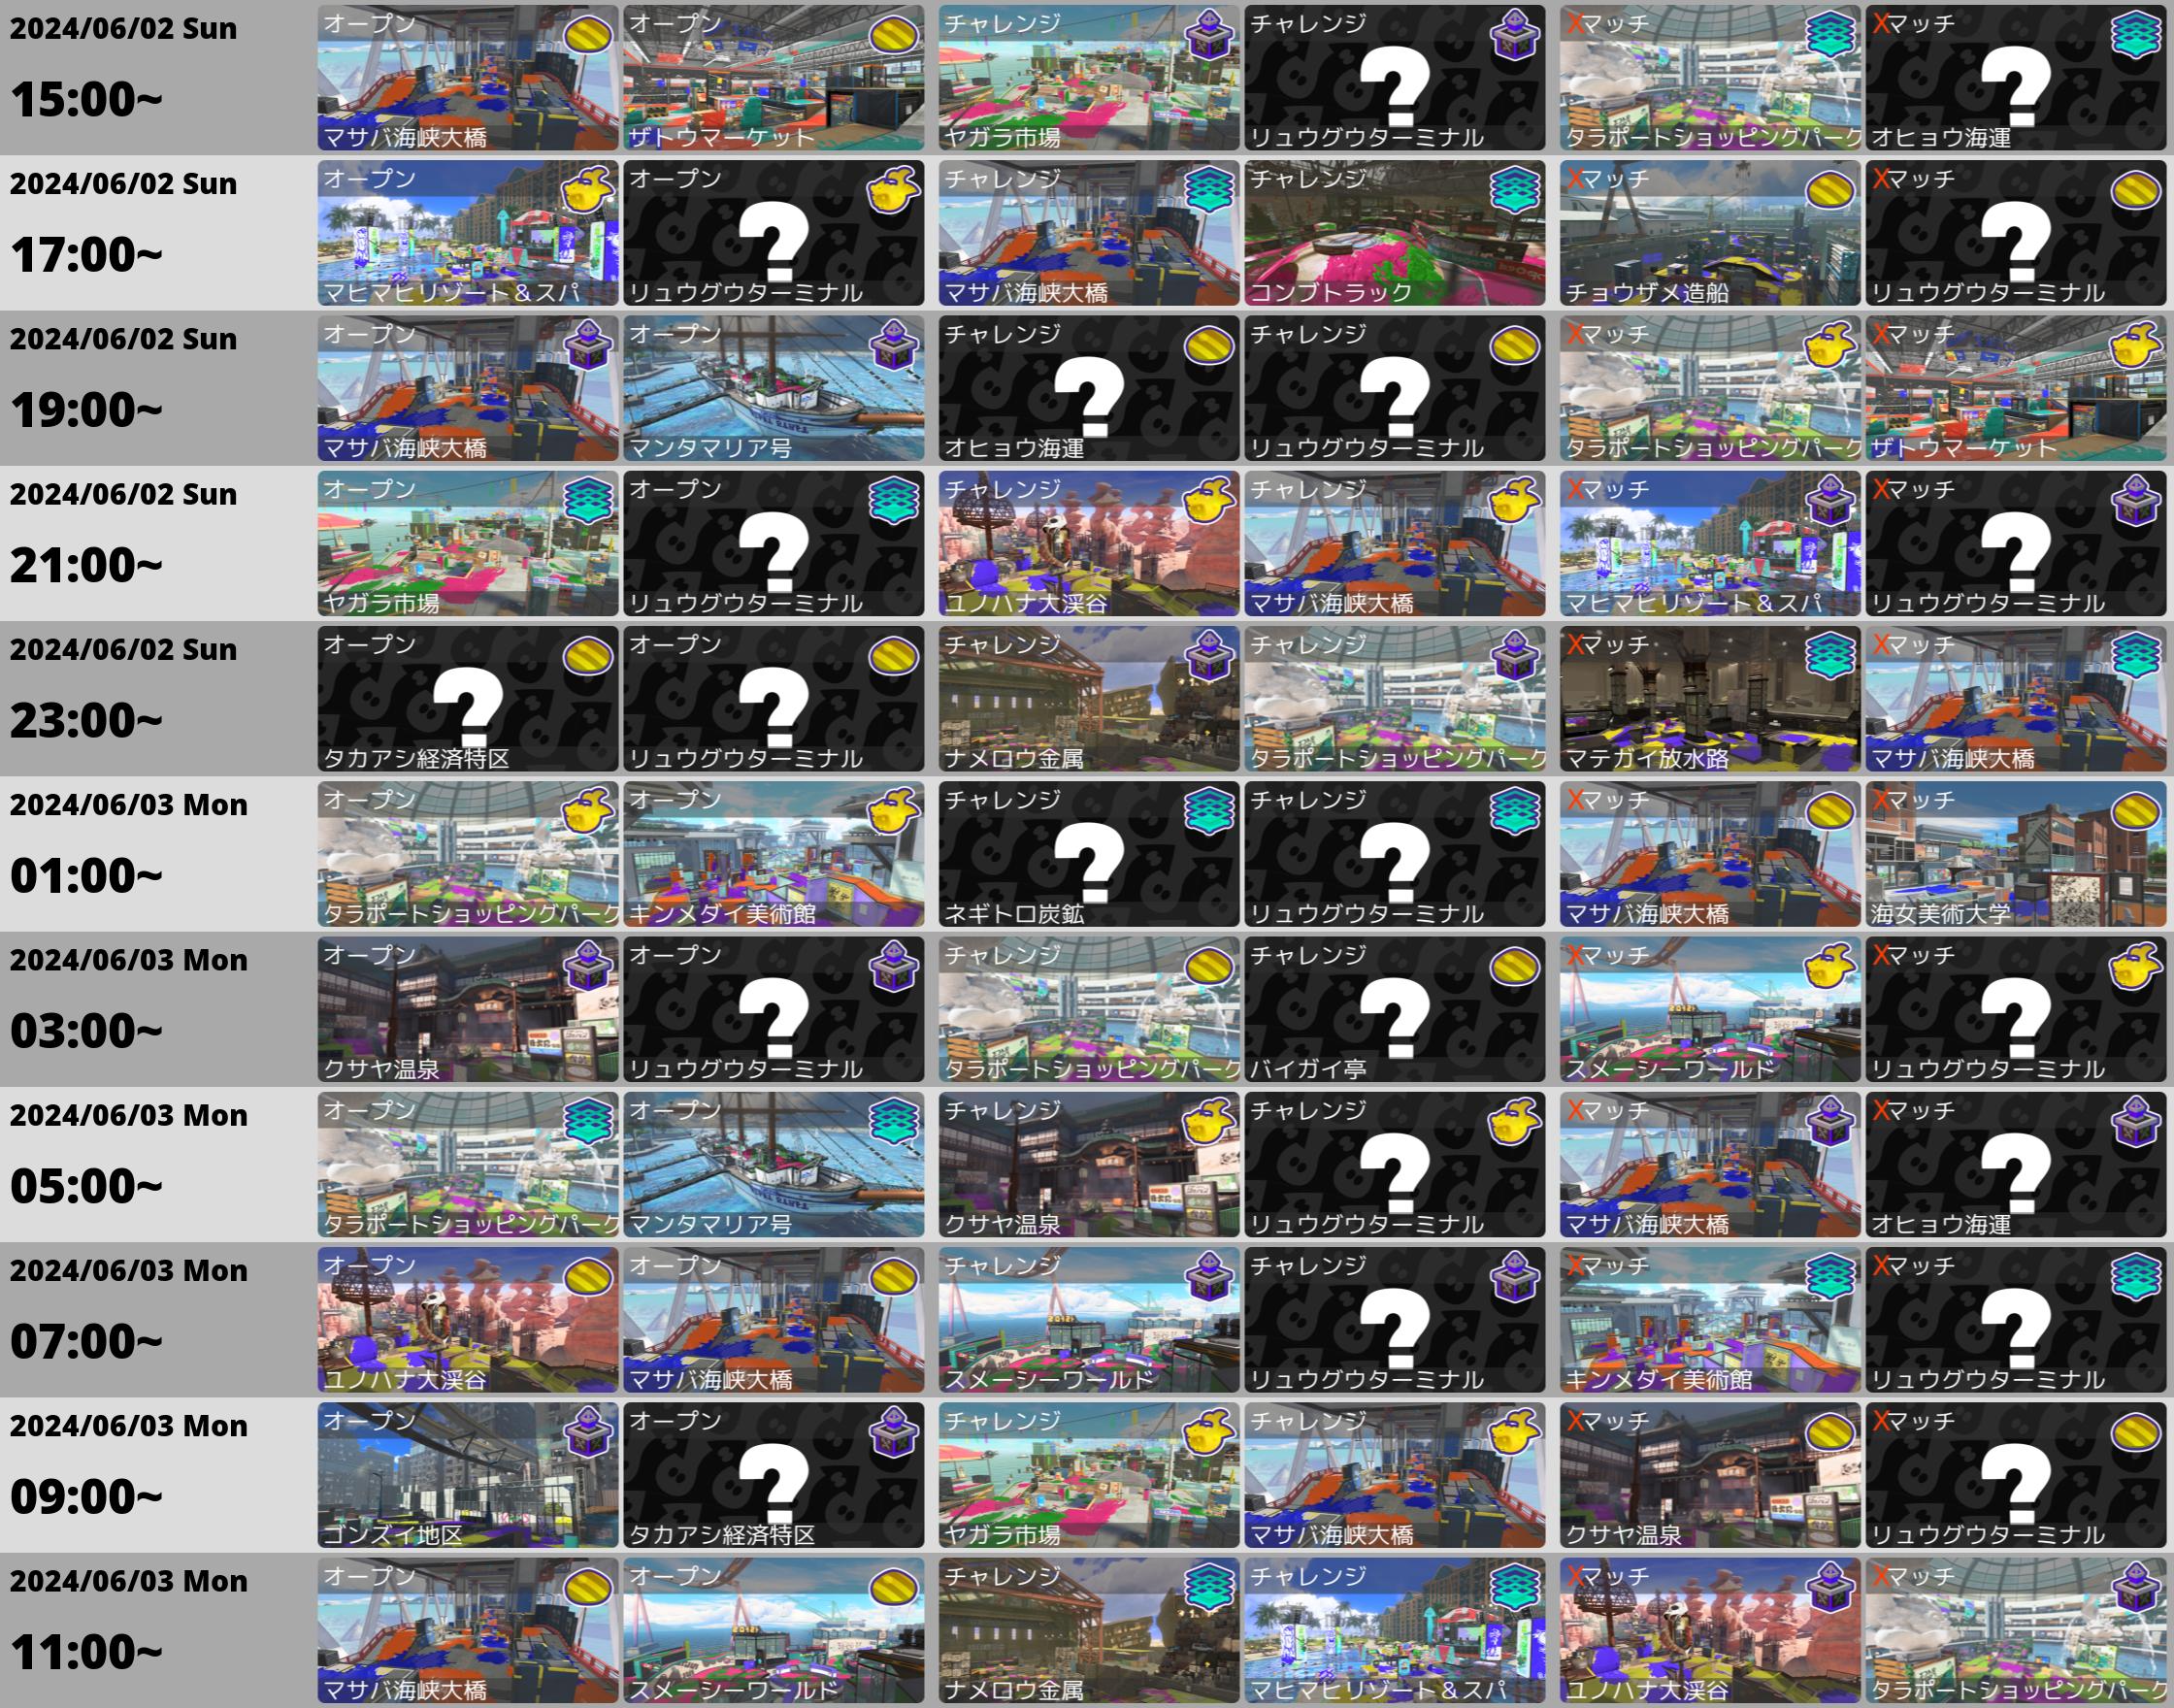 2024/06/02 Sun
15:00~
オープン
マサバ海峡大橋
オープン
ザトウマーケット
チャレンジ
ヤガラ市場
チャレンジ
リュウグウターミナル
Xマッチ
タラポートショッピングパーク
Xマッチ
オヒョウ海運
2024/06/02 Sun
17:00~
オープン
マヒマヒリゾート＆スパ
オープン
リュウグウターミナル
チャレンジ
マサバ海峡大橋
チャレンジ
コンブトラック
Xマッチ
チョウザメ造船
Xマッチ
リュウグウターミナル
2024/06/02 Sun
19:00~
オープン
マサバ海峡大橋
オープン
マンタマリア号
チャレンジ
オヒョウ海運
チャレンジ
リュウグウターミナル
Xマッチ
タラポートショッピングパーク
Xマッチ
ザトウマーケット
2024/06/02 Sun
21:00~
オープン
ヤガラ市場
オープン
リュウグウターミナル
チャレンジ
ユノハナ大渓谷
チャレンジ
マサバ海峡大橋
Xマッチ
マヒマヒリゾート＆スパ
Xマッチ
リュウグウターミナル
2024/06/02 Sun
23:00~
オープン
タカアシ経済特区
オープン
リュウグウターミナル
チャレンジ
ナメロウ金属
チャレンジ
タラポートショッピングパーク
Xマッチ
マテガイ放水路
Xマッチ
マサバ海峡大橋
2024/06/03 Mon
01:00~
オープン
タラポートショッピングパーク
オープン
キンメダイ美術館
チャレンジ
ネギトロ炭鉱
チャレンジ
リュウグウターミナル
Xマッチ
マサバ海峡大橋
Xマッチ
海女美術大学
2024/06/03 Mon
03:00~
オープン
クサヤ温泉
オープン
リュウグウターミナル
チャレンジ
タラポートショッピングパーク
チャレンジ
バイガイ亭
Xマッチ
スメーシーワールド
Xマッチ
リュウグウターミナル
2024/06/03 Mon
05:00~
オープン
タラポートショッピングパーク
オープン
マンタマリア号
チャレンジ
クサヤ温泉
チャレンジ
リュウグウターミナル
Xマッチ
マサバ海峡大橋
Xマッチ
オヒョウ海運
2024/06/03 Mon
07:00~
オープン
ユノハナ大渓谷
オープン
マサバ海峡大橋
チャレンジ
スメーシーワールド
チャレンジ
リュウグウターミナル
Xマッチ
キンメダイ美術館
Xマッチ
リュウグウターミナル
2024/06/03 Mon
09:00~
オープン
ゴンズイ地区
オープン
タカアシ経済特区
チャレンジ
ヤガラ市場
チャレンジ
マサバ海峡大橋
Xマッチ
クサヤ温泉
Xマッチ
リュウグウターミナル
2024/06/03 Mon
11:00~
オープン
マサバ海峡大橋
オープン
スメーシーワールド
チャレンジ
ナメロウ金属
チャレンジ
マヒマヒリゾート＆スパ
Xマッチ
ユノハナ大渓谷
Xマッチ
タラポートショッピングパーク